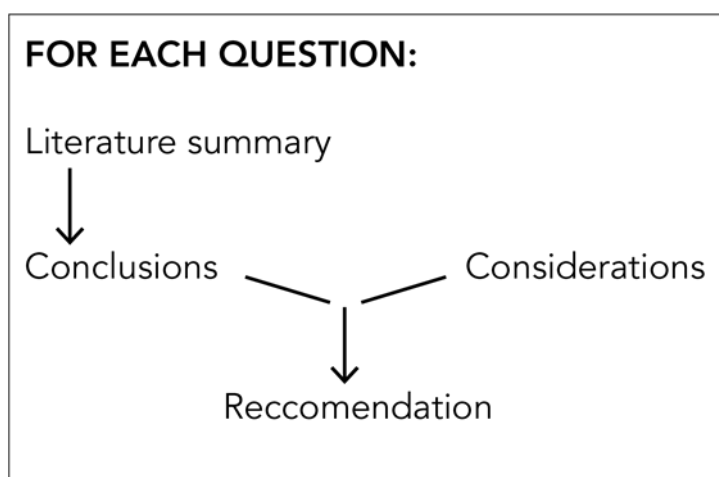 FOR EACH QUESTION:
Literature summary
Conclusions
Considerations
Reccomendation